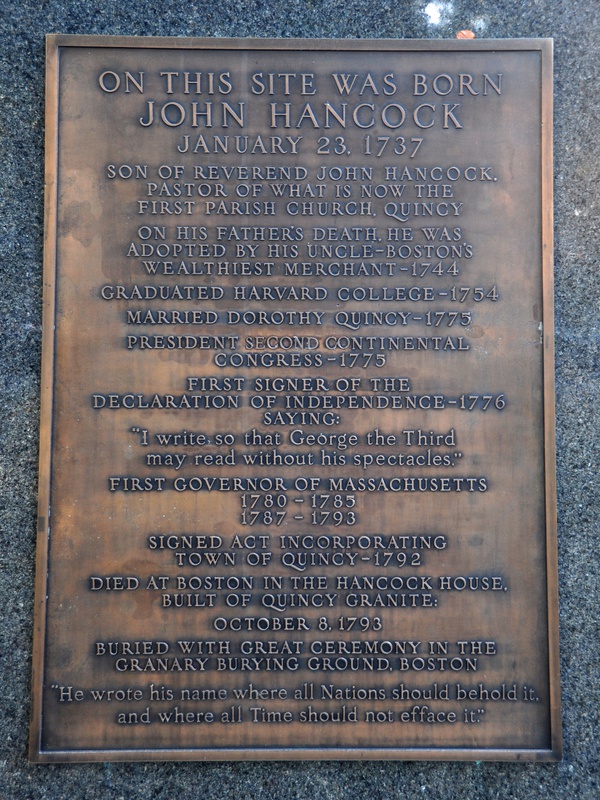 ON THIS SITE WAS BORN
JOHN HANCOCK
JANUARY 23, 1737
SON OF REVEREND JOHN HANCOCK,
PASTOR OF WHAT IS NOW THE
FIRST PARISH CHURCH, QUINCY
ON HIS FATHER'S DEATH, HE WAS
ADOPTED BY HIS UNCLE-BOSTON'S
WEALTHIEST MERCHANT-1744
GRADUATED HARVARD COLLEGE-1754
MARRIED DOROTHY QUINCY-1775
PRESIDENT SECOND CONTINENTAL
CONGRESS-1775
FIRST SIGNER OF THE
DECLARATION OF INDEPENDENCE-1776
SAYING:
"I write, so that George the Third
may read without his spectacles."
FIRST GOVERNOR OF MASSACHUSETTS
1780 - 1785
1787 - 1793
SIGNED ACT INCORPORATING
TOWN OF QUINCY-1792
DIED AT BOSTON IN THE HANCOCK HOUSE,
BUILT OF QUINCY GRANITE;
OCTOBER 8, 1793
BURIED WITH GREAT CEREMONY IN THE
GRANARY BURYING GROUND, BOSTON
"He wrote his name where all Nations should behold it,
and where all Time should not efface it."